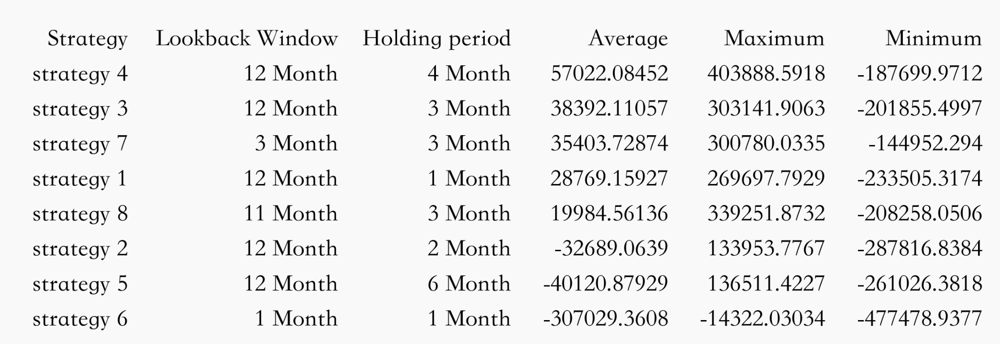 Strategy Lookback Window Holding period Average Maximum Minimum
strategy 4 12 Month 4 Month 57022.08452 403888.5918 -187699.9712
strategy 3 12 Month 3 Month 38392.11057 303141.9063 -201855.4997
strategy 7 3 Month 3 Month 35403.72874 300780.0335 -144952.294
strategy 1 12 Month 1 Month 28769.15927 269697.7929 -233505.3174
strategy 8 11 Month 3 Month 19984.56136 339251.8732 -208258.0506
strategy 2 12 Month 2 Month -32689.0639 133953.7767 -287816.8384
strategy 5 12 Month 6 Month -40120.87929 136511.4227 -261026.3818
strategy 6 1 Month 1 Month -307029.3608 -14322.03034 -477478.9377